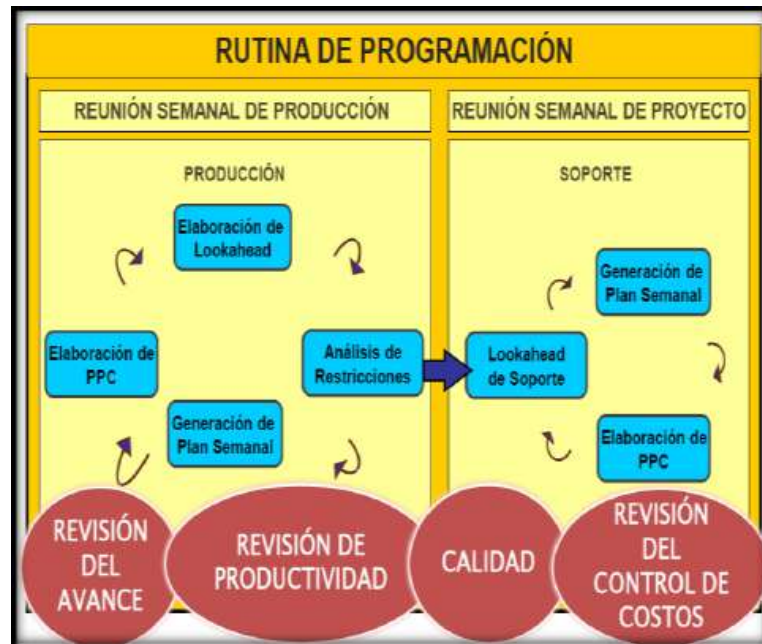 RUTINA DE PROGRAMACIÓN
REUNIÓN SEMANAL DE PRODUCCIÓN
PRODUCCIÓN
Elaboración de
Lookahead
Elaboración de
PPC
Análisis de
Restricciones
Generación de
Plan Semanal
REUNIÓN SEMANAL DE PROYECTO
SOPORTE
Generación de
Plan Semanal
Lookahead
de Soporte
Elaboración de
PPC
REVISIÓN
DEL
AVANCE
REVISIÓN DE
PRODUCTIVIDAD
CALIDAD
REVISIÓN
DEL
CONTROL DE
COSTOS